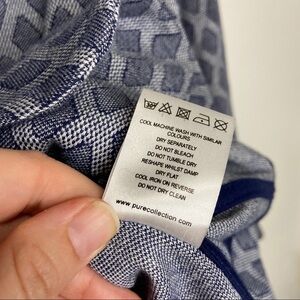 COOL MACHINE WASH WITH SIMILAR
COLOURS
DRY SEPARATELY
DO NOT BLEACH
DO NOT TUMBLE DRY
RESHAPE WHILST DAMP
DRY FLAT
COOL IRON ON REVERSE
DO NOT DRY CLEAN
www.purecollection.com